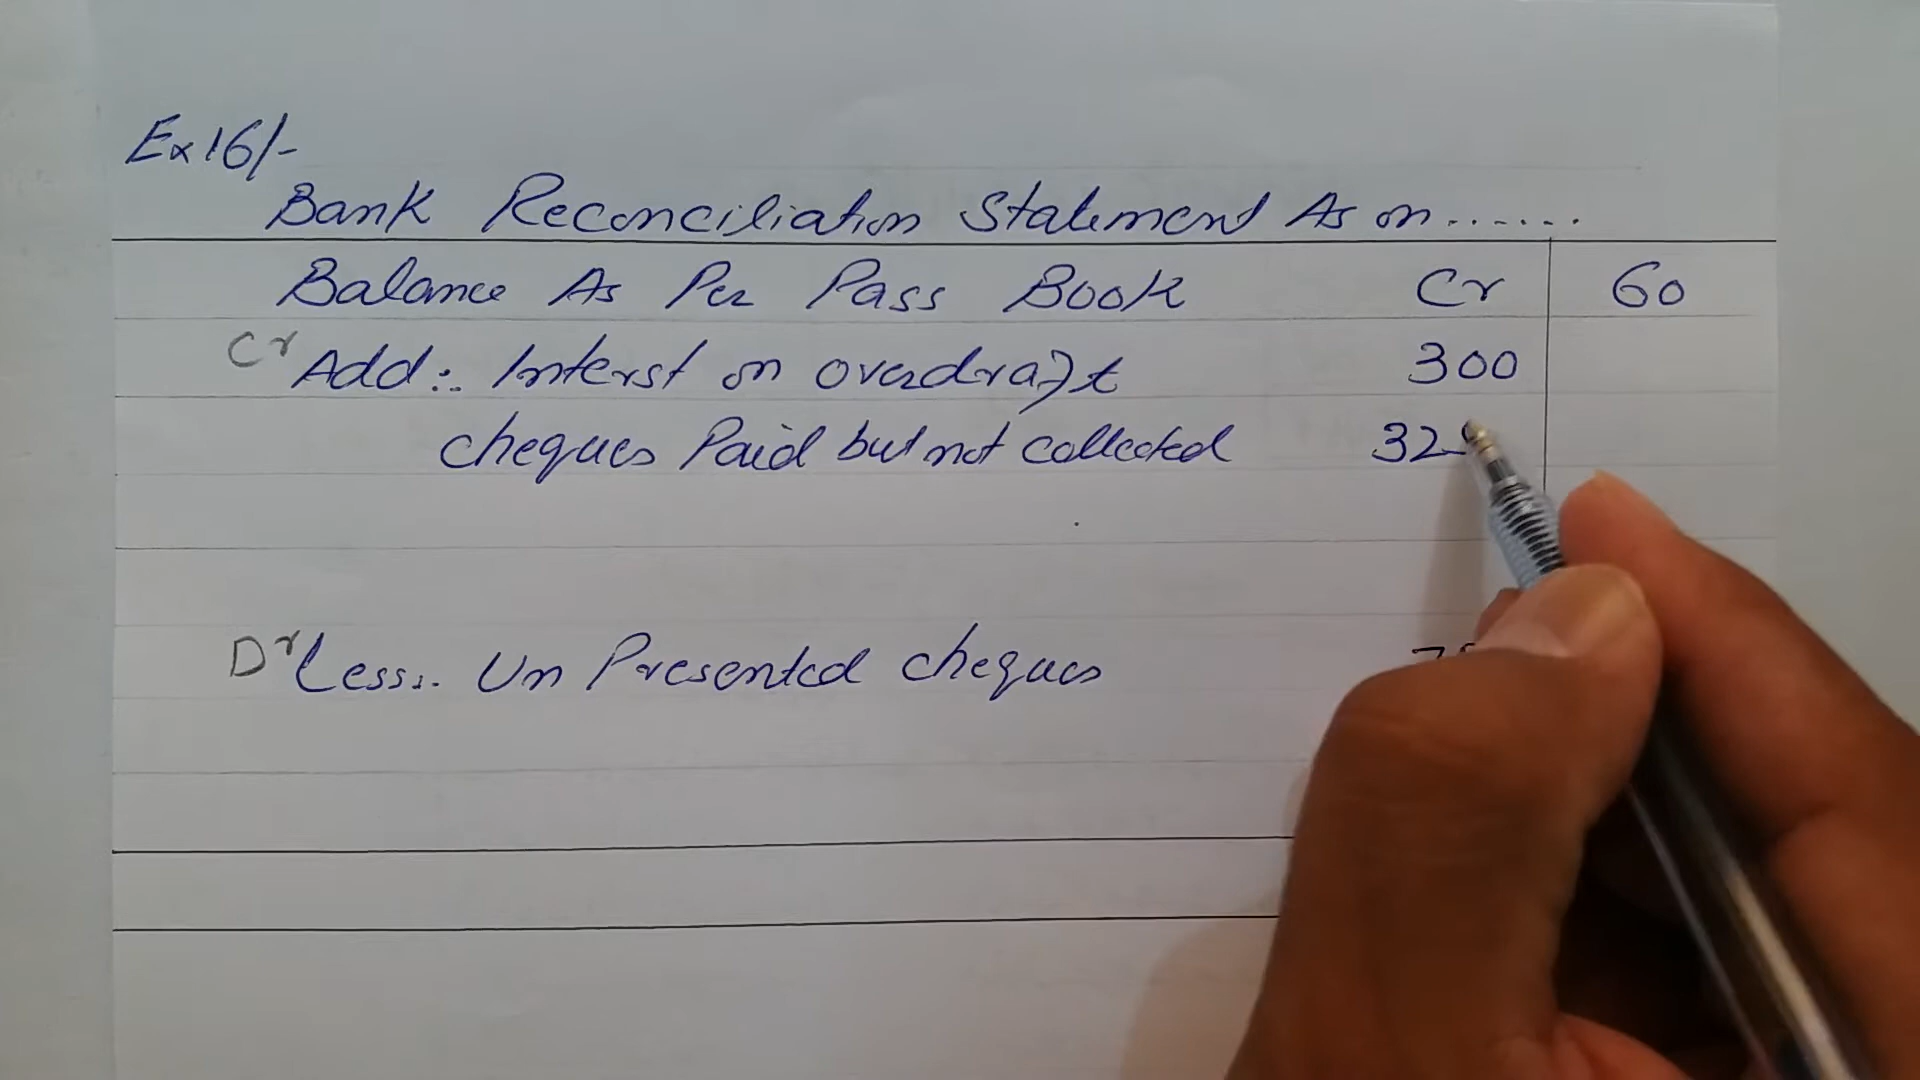 Ex 16/-
Bank Reconciliation Statement As on.......
Balance As Per Pass Book Cr 60
Cr Add:. Interst on overdraft 300
cheques Paid but not collected
Dr Less:. Un Presented cheques